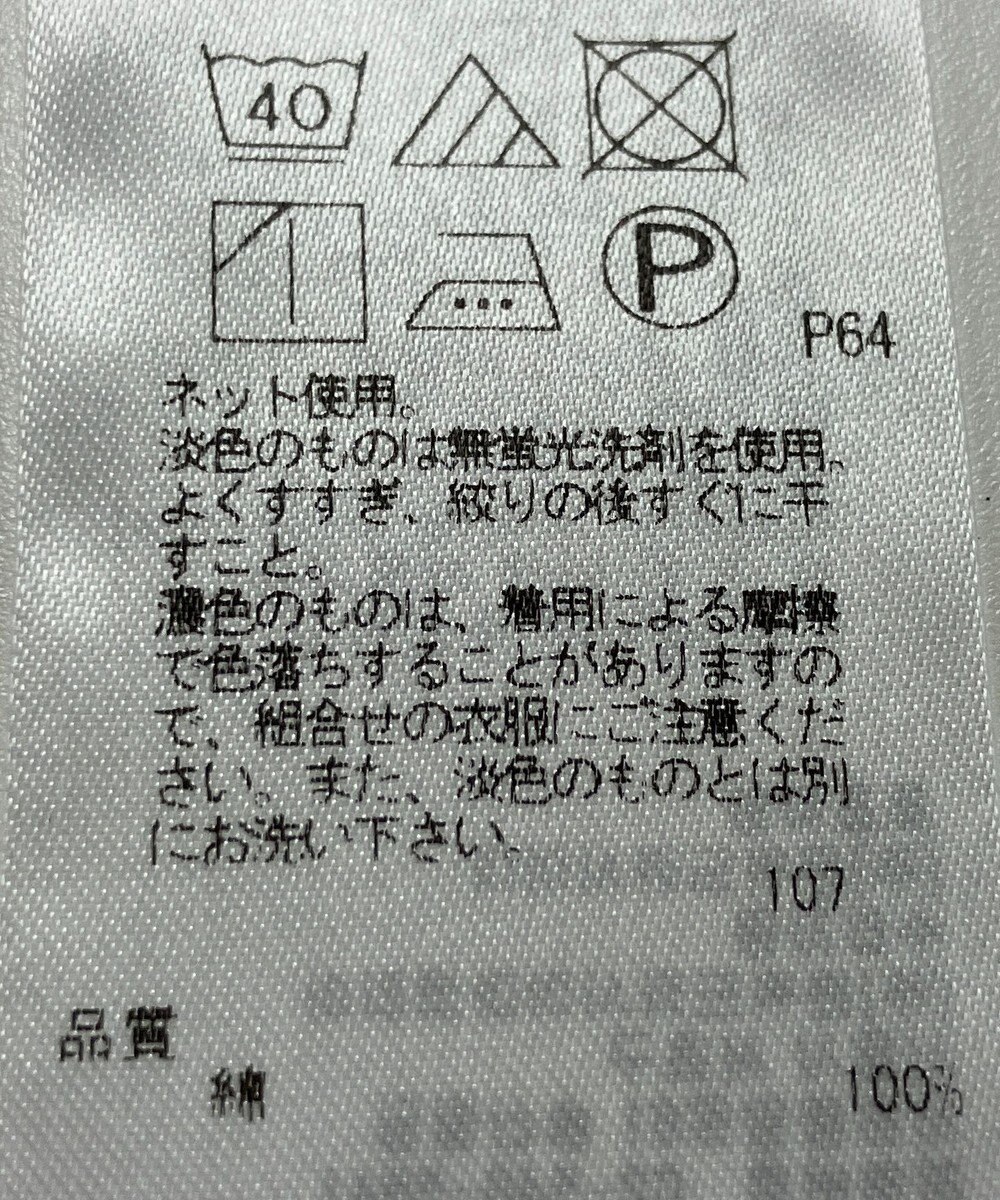 40
P
P64
ネット使用。
淡色のものは無蛍光洗剤を使用。
よくすすぎ、絞りの後すぐに干
すこと。
濃色のものは、着用による摩擦
で色落ちすることがありますの
で、組合せの衣服にご注意くだ
さい。また、淡色のものとは別
にお洗い下さい。
107
品質
綿 100%